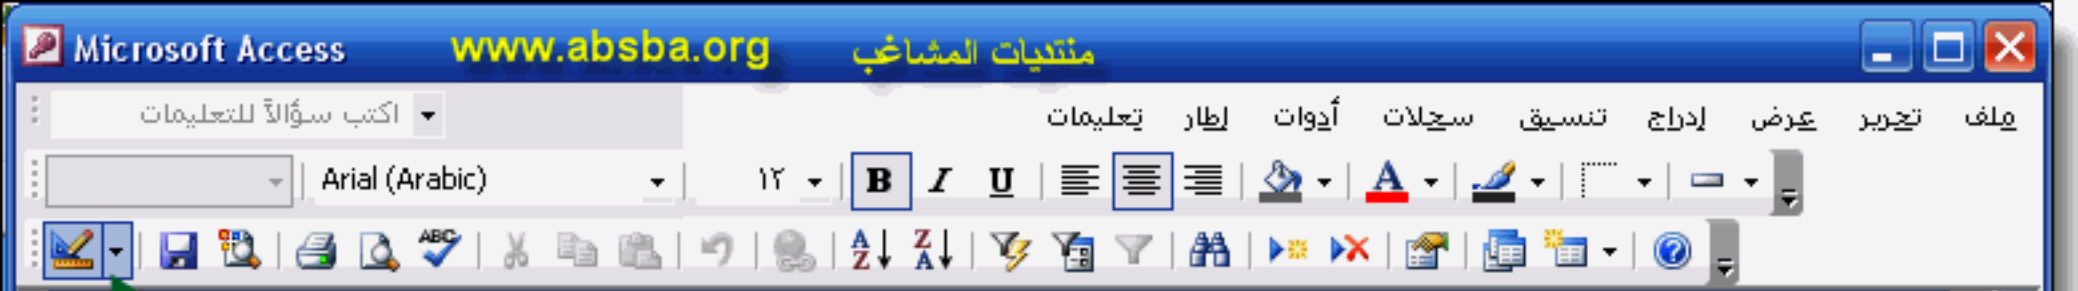 Microsoft Access www.absba.org منتديات المشاغب
ملف تحرير عرض إدراج تنسيق سجلات أدوات إطار تعليمات اكتب سؤالاً للتعليمات
Arial (Arabic) ١٢ B I U A
ABC A Z Z A ?